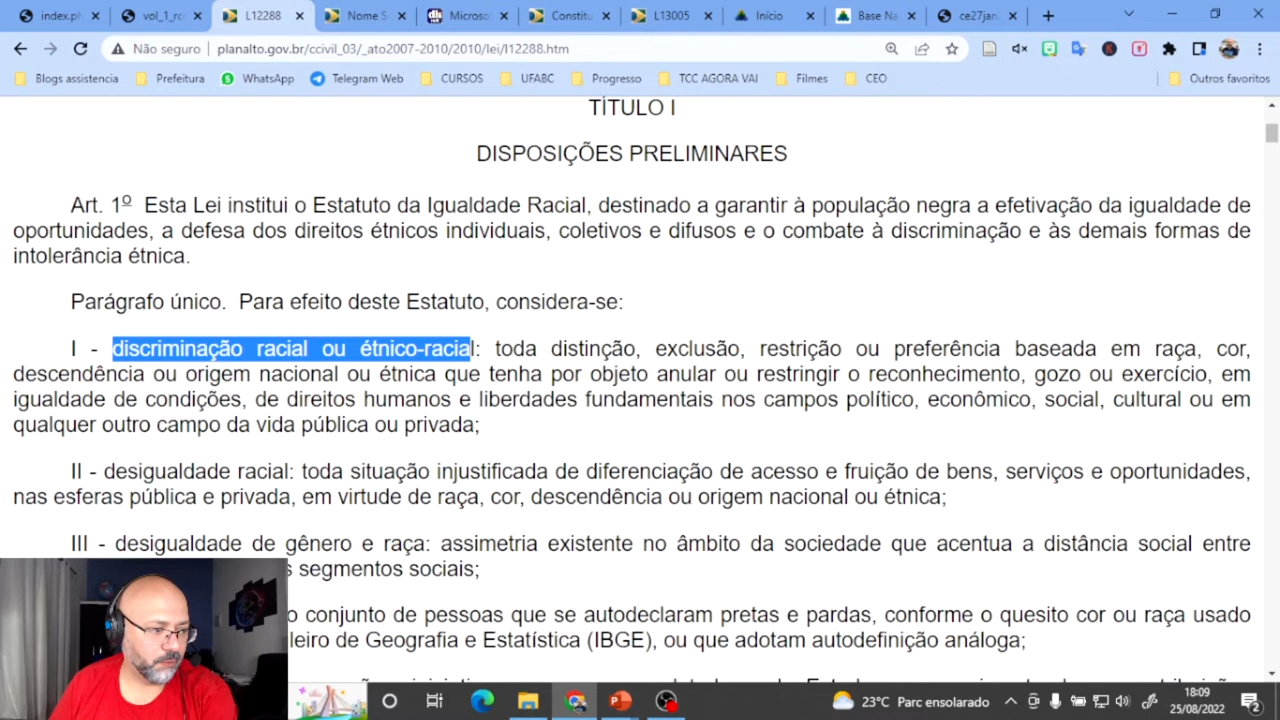 index.ph
vol_1_rc
L12288
Nome S
Microso
Constitu
L13005
Início
Base Na
ce27jan
Não seguro
planalto.gov.br/ccivil_03/_ato2007-2010/2010/lei/l12288.htm
Blogs assistencia
Prefeitura
WhatsApp
Telegram Web
CURSOS
UFABC
Progresso
TCC AGORA VAI
Filmes
CEO
Outros favoritos
TÍTULO I
DISPOSIÇÕES PRELIMINARES
Art. 1º Esta Lei institui o Estatuto da Igualdade Racial, destinado a garantir à população negra a efetivação da igualdade de
oportunidades, a defesa dos direitos étnicos individuais, coletivos e difusos e o combate à discriminação e às demais formas de
intolerância étnica.
Parágrafo único. Para efeito deste Estatuto, considera-se:
I - discriminação racial ou étnico-racial: toda distinção, exclusão, restrição ou preferência baseada em raça, cor,
descendência ou origem nacional ou étnica que tenha por objeto anular ou restringir o reconhecimento, gozo ou exercício, em
igualdade de condições, de direitos humanos e liberdades fundamentais nos campos político, econômico, social, cultural ou em
qualquer outro campo da vida pública ou privada;
II - desigualdade racial: toda situação injustificada de diferenciação de acesso e fruição de bens, serviços e oportunidades,
nas esferas pública e privada, em virtude de raça, cor, descendência ou origem nacional ou étnica;
III - desigualdade de gênero e raça: assimetria existente no âmbito da sociedade que acentua a distância social entre
s segmentos sociais;
o conjunto de pessoas que se autodeclaram pretas e pardas, conforme o quesito cor ou raça usado
leiro de Geografia e Estatística (IBGE), ou que adotam autodefinição análoga;
23°C Parc ensolarado
18:09
25/08/2022
2